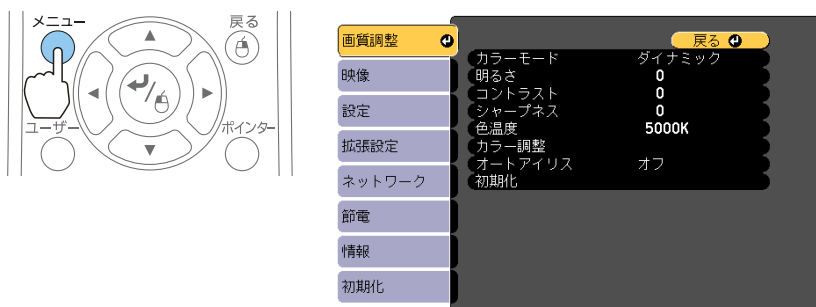 メニュー
戻る
ユーザー
ポインター
画質調整
映像
設定
拡張設定
ネットワーク
節電
情報
初期化
戻る
カラーモード ダイナミック
明るさ 0
コントラスト 0
シャープネス 0
色温度 5000K
カラー調整
オートアイリス オフ
初期化